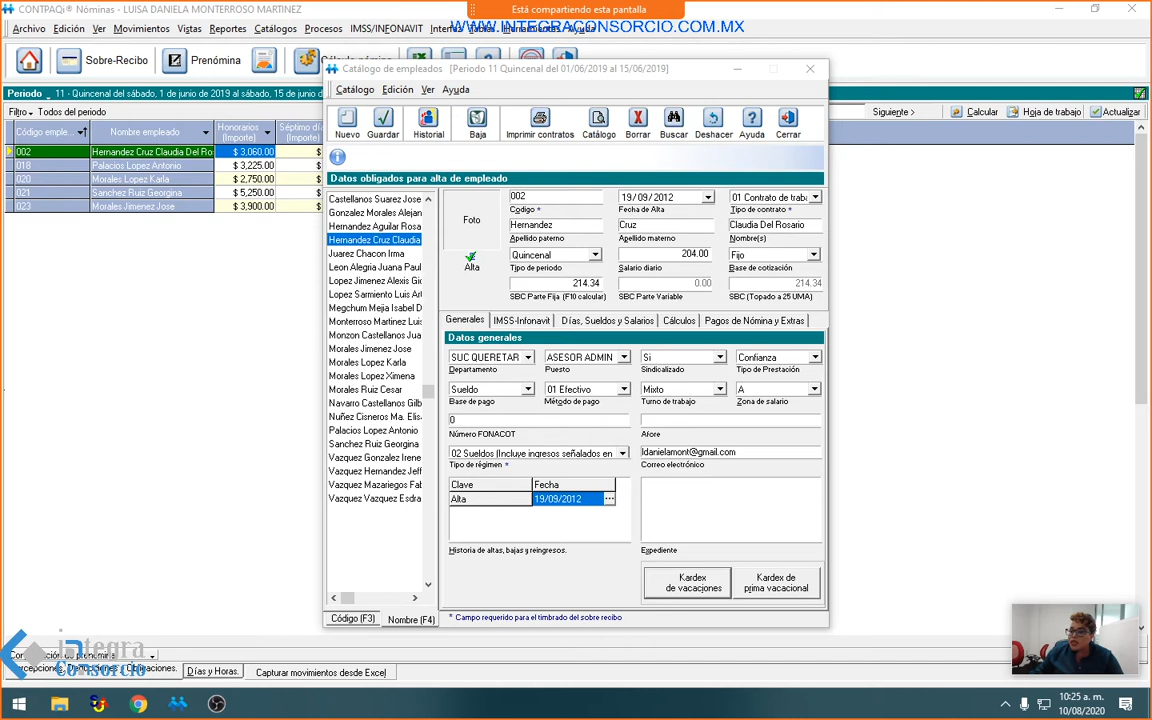 CONTPAQi® Nóminas - LUISA DANIELA MONTERROSO MARTINEZ
Está compartiendo esta pantalla
WWW.INTEGRACONSORCIO.COM.MX
Archivo Edición Ver Movimientos Vistas Reportes Catálogos Procesos IMSS/INFONAVIT
Sobre-Recibo Prenómina
Periodo 11 - Quincenal del sábado, 1 de junio de 2019 al sábado, 15 de junio de
Filtro Todos del periodo Siguiente Calcular Hoja de trabajo Actualizar
Código emple... Nombre empleado Honorarios (Importe) Séptimo día (Importe)
002 Hernandez Cruz Claudia Del Ro $ 3,060.00 $
018 Palacios Lopez Antonio $ 3,225.00 $
020 Morales Lopez Karla $ 2,750.00 $
021 Sanchez Ruiz Georgina $ 5,250.00 $
023 Morales Jimenez Jose $ 3,900.00 $
Catálogo de empleados [Periodo 11 Quincenal del 01/06/2019 al 15/06/2019]
Catálogo Edición Ver Ayuda
Nuevo Guardar Historial Baja Imprimir contratos Catálogo Borrar Buscar Deshacer Ayuda Cerrar
Datos obligados para alta de empleado
Castellanos Suarez Jose
Gonzalez Morales Alejan
Hernandez Aguilar Rosa
Hernandez Cruz Claudia
Juarez Chacon Irma
Leon Alegria Juana Paul
Lopez Jimenez Alexis Gi
Lopez Sarmiento Luis Ar
Megchum Mejia Isabel D
Monterroso Martinez Luis
Monzon Castellanos Jua
Morales Jimenez Jose
Morales Lopez Karla
Morales Lopez Ximena
Morales Ruiz Cesar
Navarro Castellanos Gilb
Nuñez Cisneros Ma. Elis
Palacios Lopez Antonio
Sanchez Ruiz Georgina
Vazquez Gonzalez Irene
Vazquez Hernandez Jeff
Vazquez Mazariegos Fab
Vazquez Vazquez Esdra
Código (F3) Nombre (F4)
Foto
Alta
002 19/09/2012 01 Contrato de trab
Código * Fecha de Alta Tipo de contrato *
Hernandez Cruz Claudia Del Rosario
Apellido paterno Apellido materno Nombre(s)
Quincenal 204.00 Fijo
Tipo de periodo Salario diario Base de cotización
214.34 0.00 214.34
SBC Parte Fija (F10 calcular) SBC Parte Variable SBC (Topado a 25 UMA)
Generales IMSS-Infonavit Días, Sueldos y Salarios Cálculos Pagos de Nómina y Extras
Datos generales
SUC QUERETAR ASESOR ADMIN Si Confianza
Departamento Puesto Sindicalizado Tipo de Prestación
Sueldo 01 Efectivo Mixto A
Base de pago Método de pago Turno de trabajo Zona de salario
0
Número FONACOT Afore
02 Sueldos (Incluye ingresos señalados en ldanielamont@gmail.com
Tipo de régimen * Correo electrónico
Clave Fecha
Alta 19/09/2012 ...
Historia de altas, bajas y reingresos. Expediente
Kardex de vacaciones Kardex de prima vacacional
* Campo requerido para el timbrado del sobre recibo
integra
Consorcio
Días y Horas. Capturar movimientos desde Excel
10:25 a. m.
10/08/2020